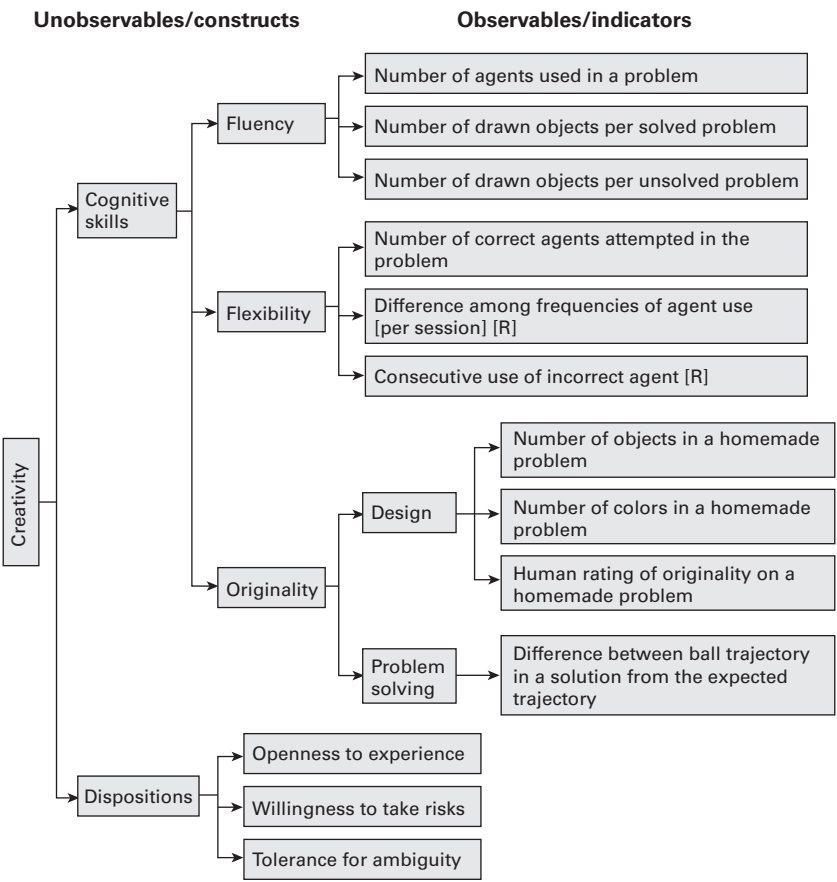 Unobservables/constructs
Observables/indicators
Number of agents used in a problem
Fluency
Number of drawn objects per solved problem
Number of drawn objects per unsolved problem
Cognitive
skills
Number of correct agents attempted in the
problem
Flexibility
Difference among frequencies of agent use
[per session] [R]
Consecutive use of incorrect agent [R]
Creativity
Number of objects in a homemade
problem
Design
Number of colors in a homemade
problem
Originality
Human rating of originality on a
homemade problem
Problem
solving
Difference between ball trajectory
in a solution from the expected
trajectory
Dispositions
Openness to experience
Willingness to take risks
Tolerance for ambiguity